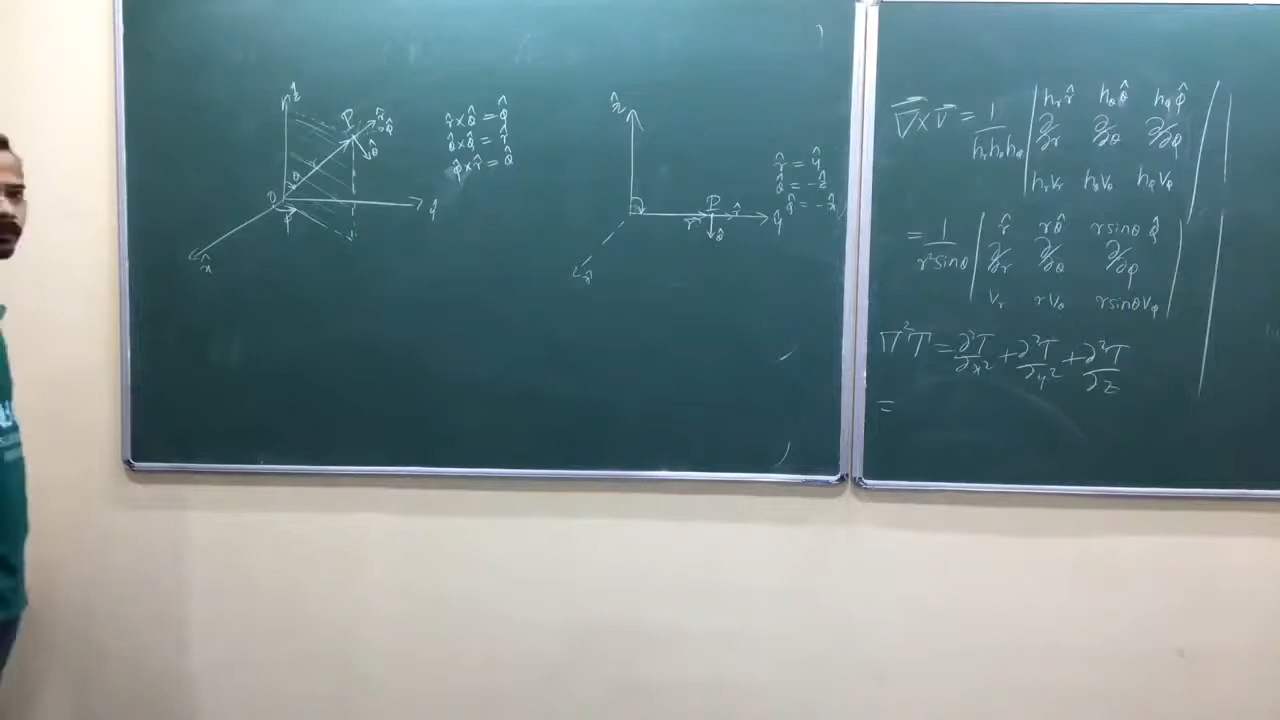 ẑ
P
r̂
φ̂
θ̂
r
θ
O
φ
ŷ
x̂
r̂ × θ̂ = φ̂
θ̂ × φ̂ = r̂
φ̂ × r̂ = θ̂
ẑ
P
r̂
ŷ
θ̂
x̂
r̂ = ŷ
θ̂ = -ẑ
φ̂ = -x̂
∇⃗ × v⃗ = 1/(h_r h_θ h_φ) | h_r r̂ h_θ θ̂ h_φ φ̂ |
∂/∂r ∂/∂θ ∂/∂φ
h_r v_r h_θ v_θ h_φ v_φ
= 1/(r² sinθ) | r̂ rθ̂ r sinθ φ̂ |
∂/∂r ∂/∂θ ∂/∂φ
v_r r v_θ r sinθ v_φ
∇²T = ∂²T/∂x² + ∂²T/∂y² + ∂²T/∂z
=